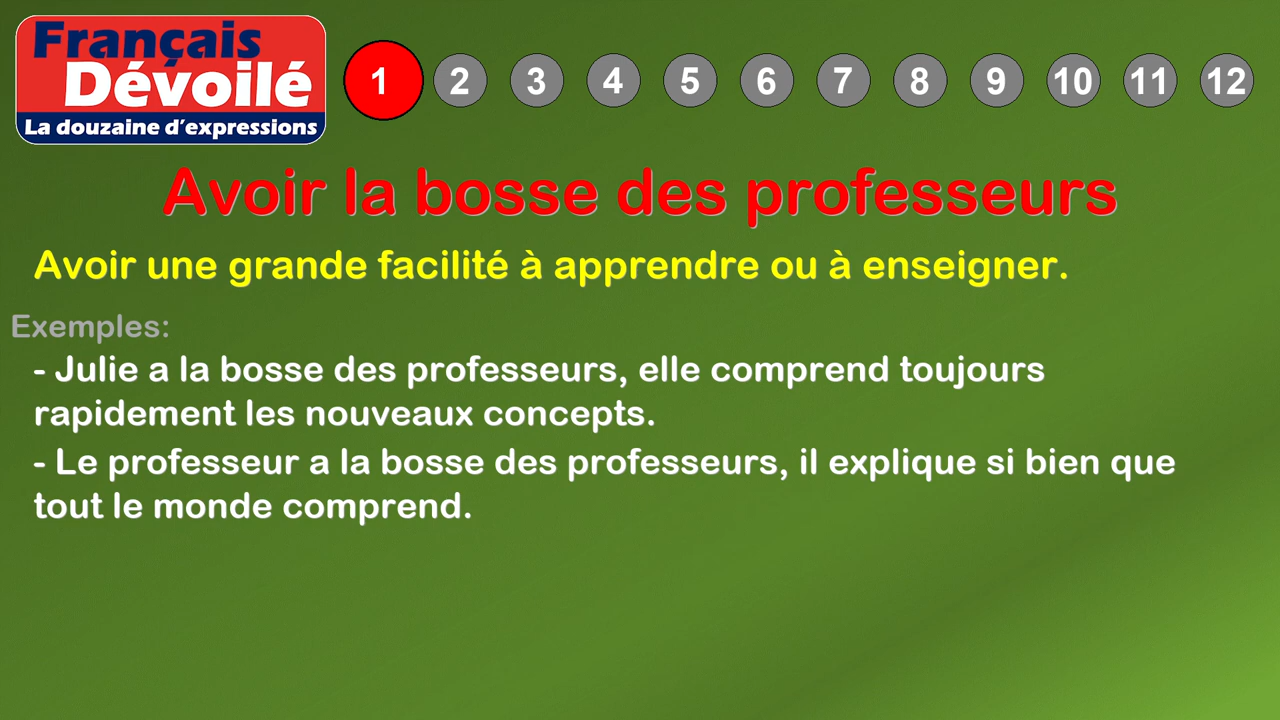 Français
Dévoilé
La douzaine d'expressions
1 2 3 4 5 6 7 8 9 10 11 12
Avoir la bosse des professeurs
Avoir une grande facilité à apprendre ou à enseigner.
Exemples:
- Julie a la bosse des professeurs, elle comprend toujours
rapidement les nouveaux concepts.
- Le professeur a la bosse des professeurs, il explique si bien que
tout le monde comprend.